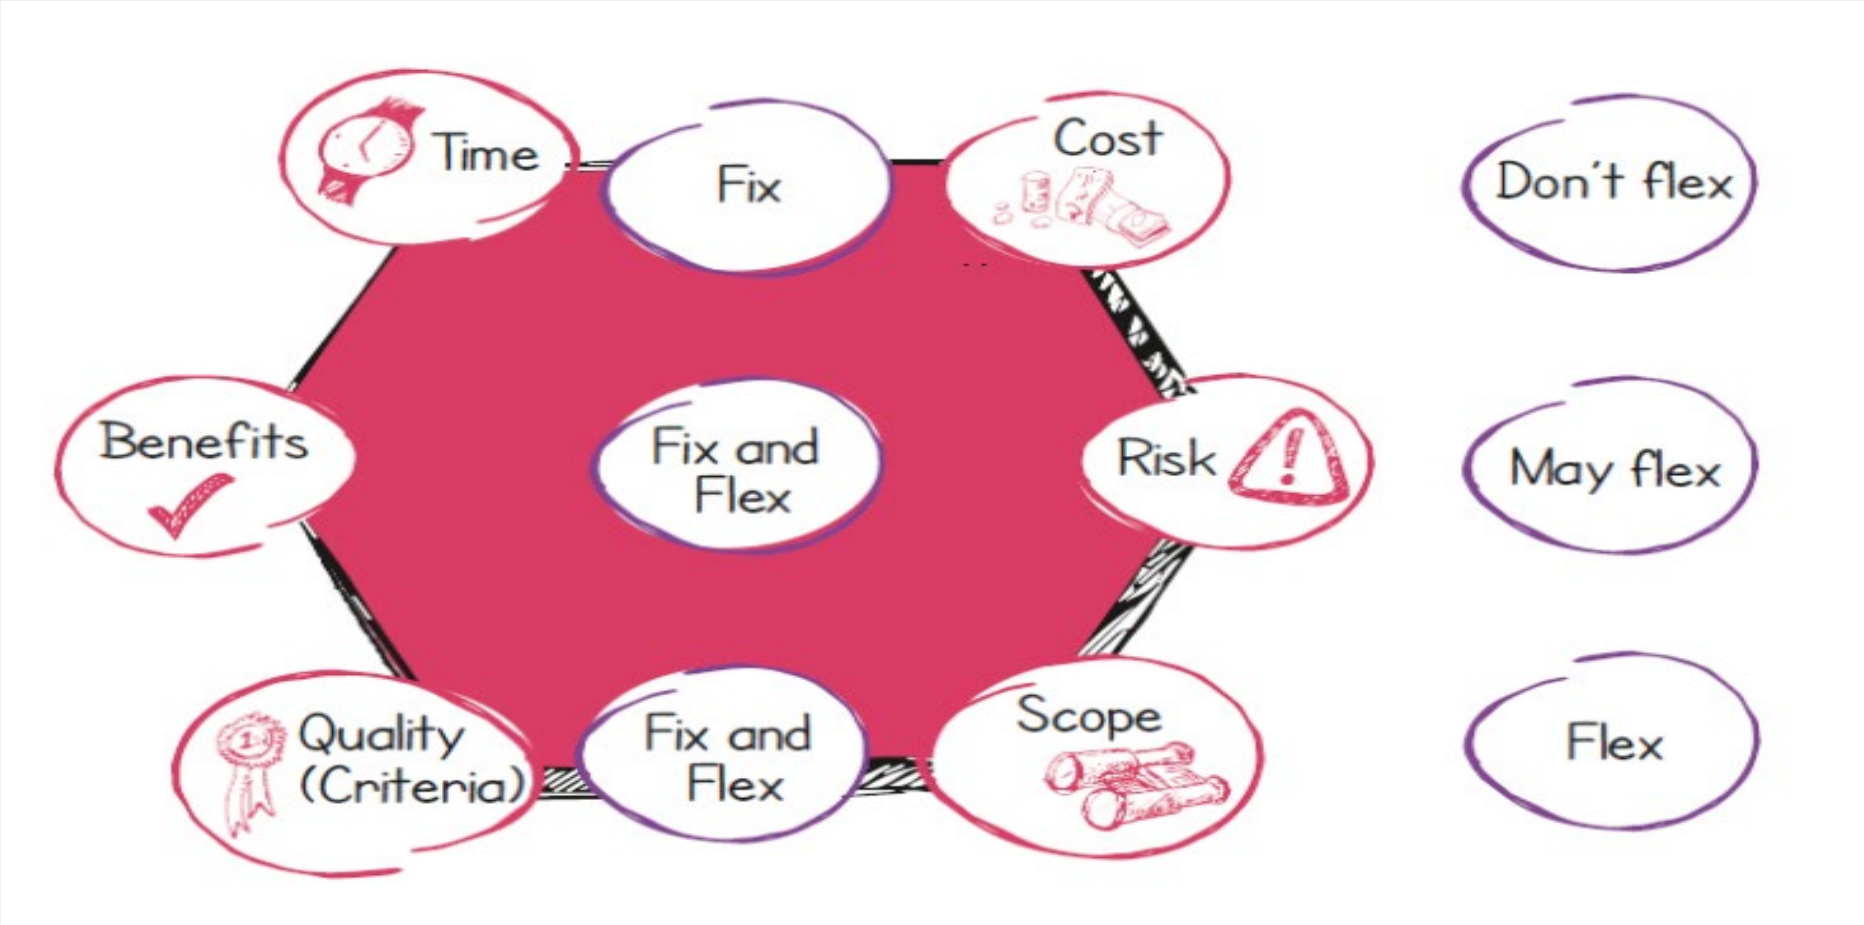 Time
Fix
Cost
Don't flex
Benefits
Fix and
Flex
Risk
May flex
Quality
(Criteria)
Fix and
Flex
Scope
Flex